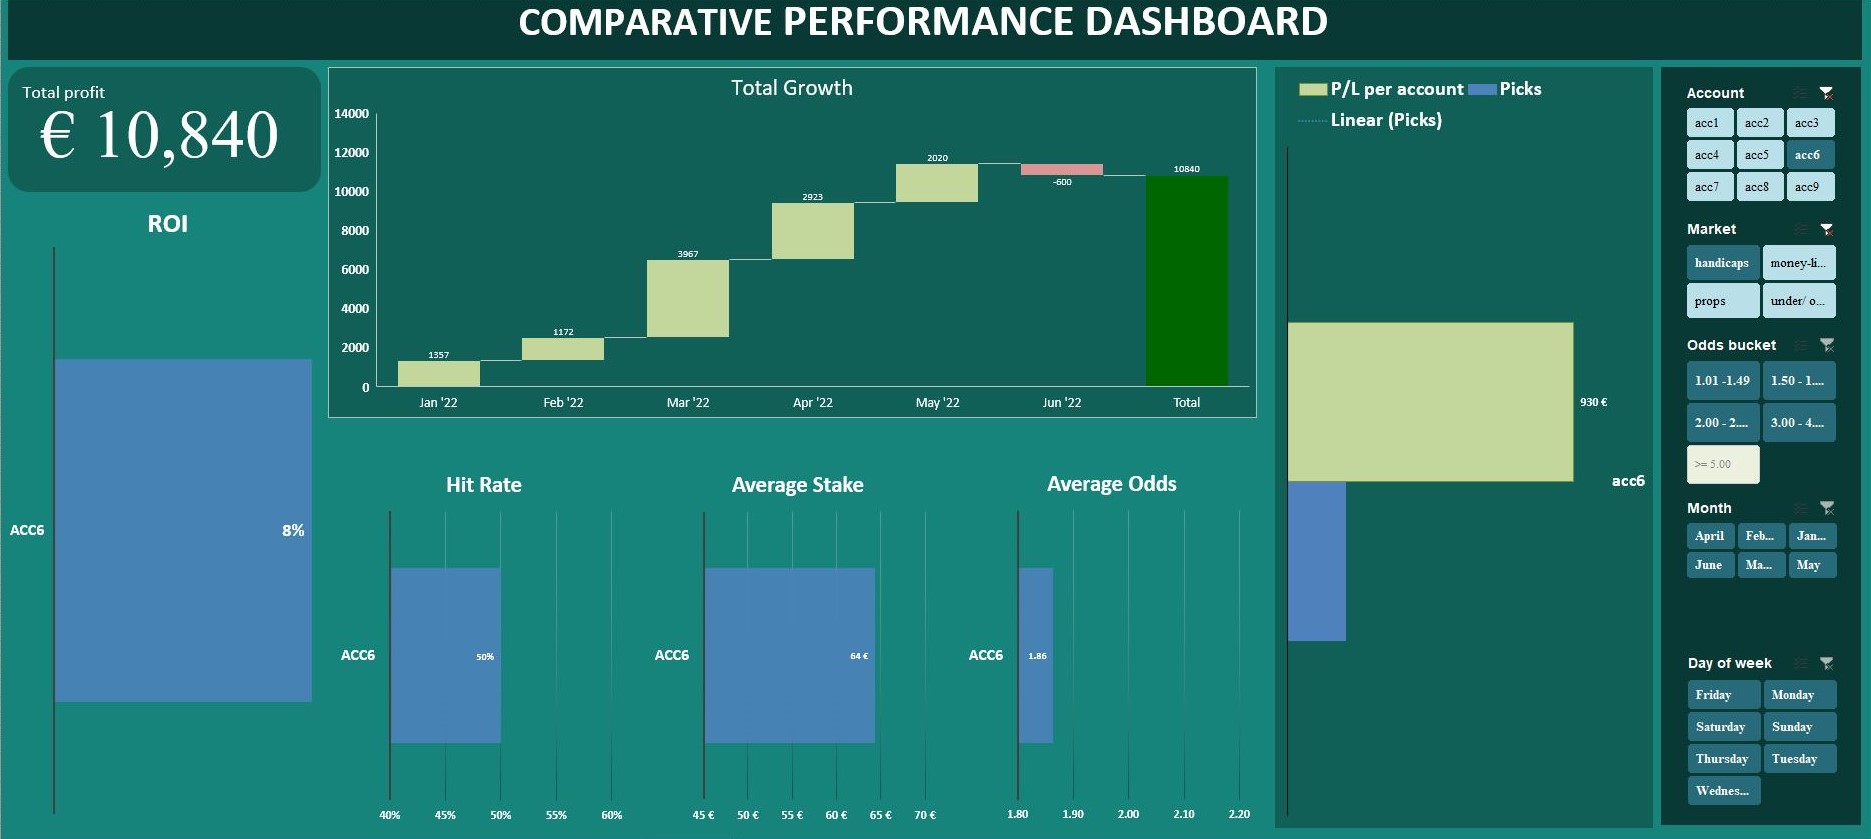 COMPARATIVE PERFORMANCE DASHBOARD
Total profit
€ 10,840
ROI
ACC6
8%
Total Growth
14000
12000
10000
8000
6000
4000
2000
0
1357
1172
3967
2923
2020
-600
10840
Jan '22
Feb '22
Mar '22
Apr '22
May '22
Jun '22
Total
Hit Rate
ACC6
50%
40%
45%
50%
55%
60%
Average Stake
ACC6
64 €
45 €
50 €
55 €
60 €
65 €
70 €
Average Odds
ACC6
1.86
1.80
1.90
2.00
2.10
2.20
P/L per account
Picks
Linear (Picks)
930 €
acc6
Account
acc1 acc2 acc3
acc4 acc5 acc6
acc7 acc8 acc9
Market
handicaps money-li...
props under/ o...
Odds bucket
1.01 -1.49 1.50 - 1....
2.00 - 2.... 3.00 - 4....
>= 5.00
Month
April Feb... Jan...
June Ma... May
Day of week
Friday Monday
Saturday Sunday
Thursday Tuesday
Wednes...